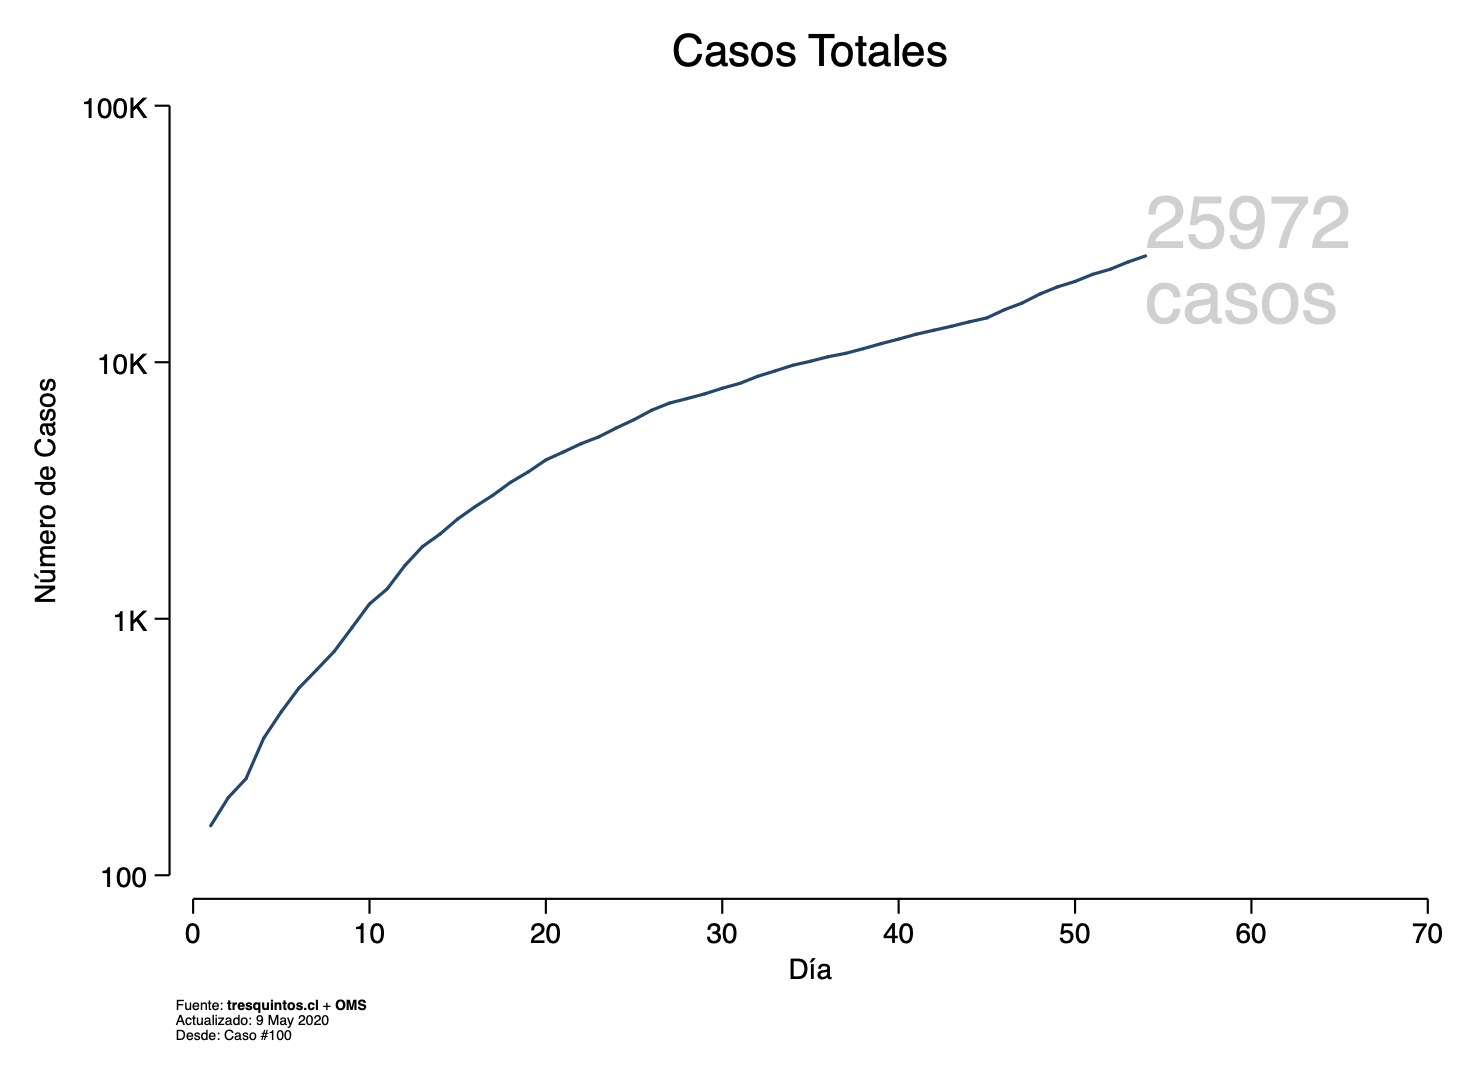 Casos Totales
100K
10K
1K
100
Número de Casos
25972
casos
0 10 20 30 40 50 60 70
Día
Fuente: tresquintos.cl + OMS
Actualizado: 9 May 2020
Desde: Caso #100